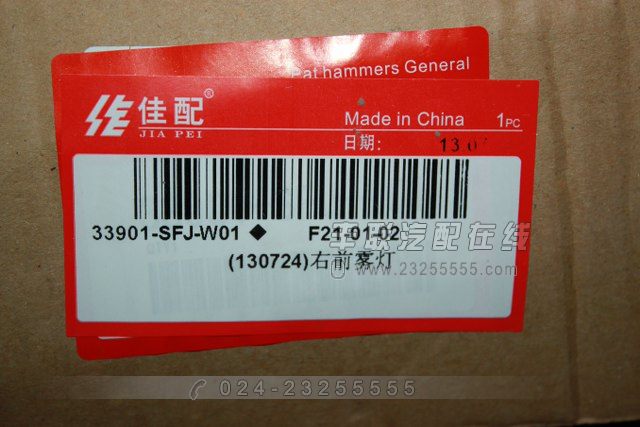 Pat hammers General
佳配®
JIA PEI
Made in China 1PC
日期: 13.0
33901-SFJ-W01 ◆ F21-01-02
(130724)右前雾灯
车联汽配在线
www.23255555.com
024-23255555